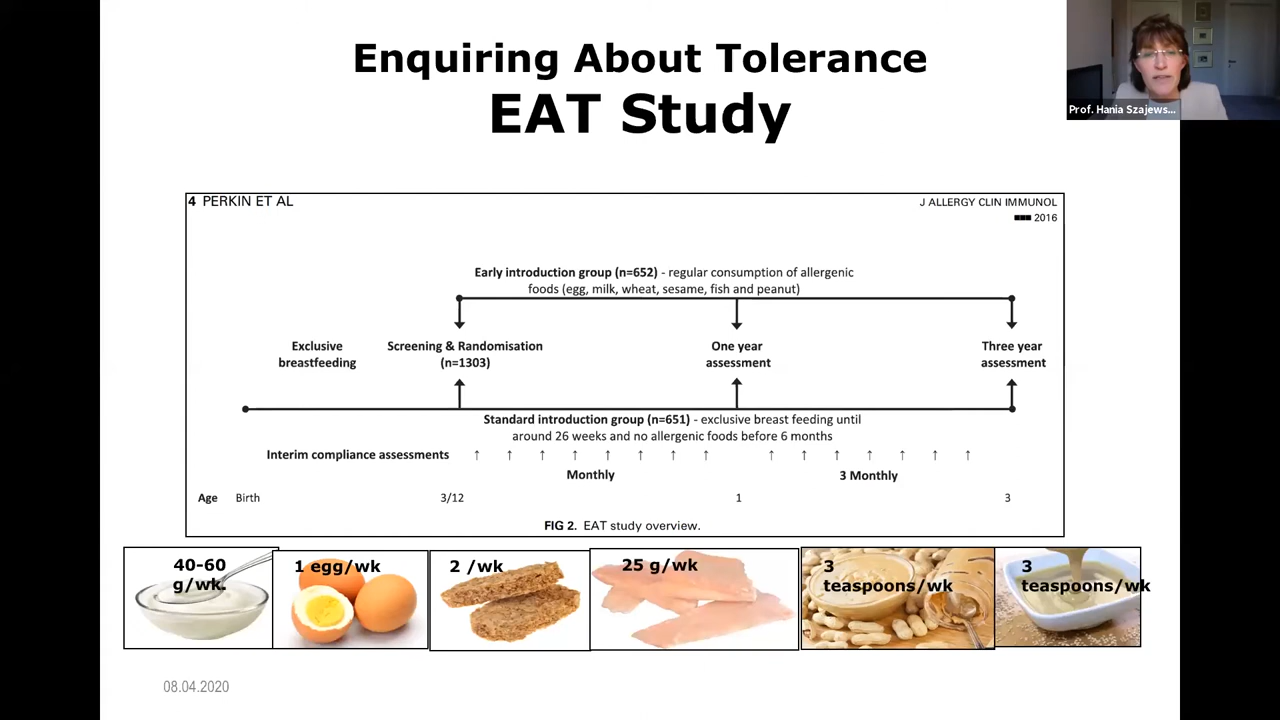 Enquiring About Tolerance
EAT Study
Prof. Hania Szajews...
4 PERKIN ET AL
J ALLERGY CLIN IMMUNOL
■■■ 2016
Early introduction group (n=652) - regular consumption of allergenic
foods (egg, milk, wheat, sesame, fish and peanut)
Exclusive
breastfeeding
Screening & Randomisation
(n=1303)
One year
assessment
Three year
assessment
Standard introduction group (n=651) - exclusive breast feeding until
around 26 weeks and no allergenic foods before 6 months
Interim compliance assessments ↑ ↑ ↑ ↑ ↑ ↑ ↑ ↑ ↑ ↑ ↑ ↑ ↑ ↑ ↑
Monthly
3 Monthly
Age Birth 3/12 1 3
FIG 2. EAT study overview.
40-60
g/wk.
1 egg/wk
2 /wk
25 g/wk
3
teaspoons/wk
3
teaspoons/wk
08.04.2020